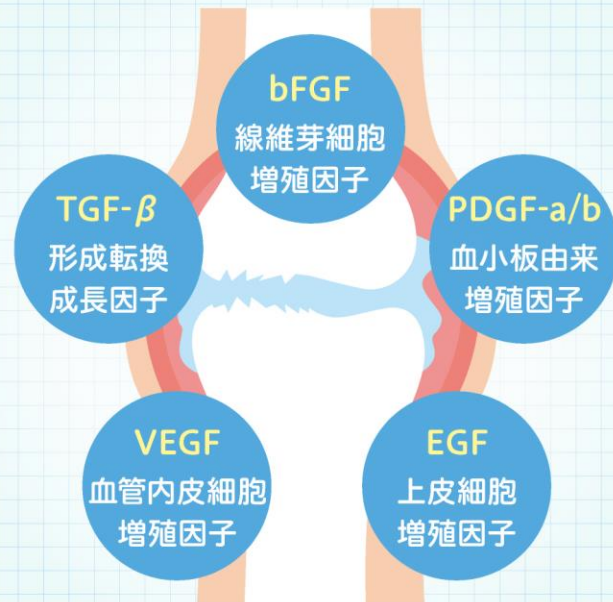 bFGF
線維芽細胞
増殖因子
TGF-β
形成転換
成長因子
PDGF-a/b
血小板由来
増殖因子
VEGF
血管内皮細胞
増殖因子
EGF
上皮細胞
増殖因子